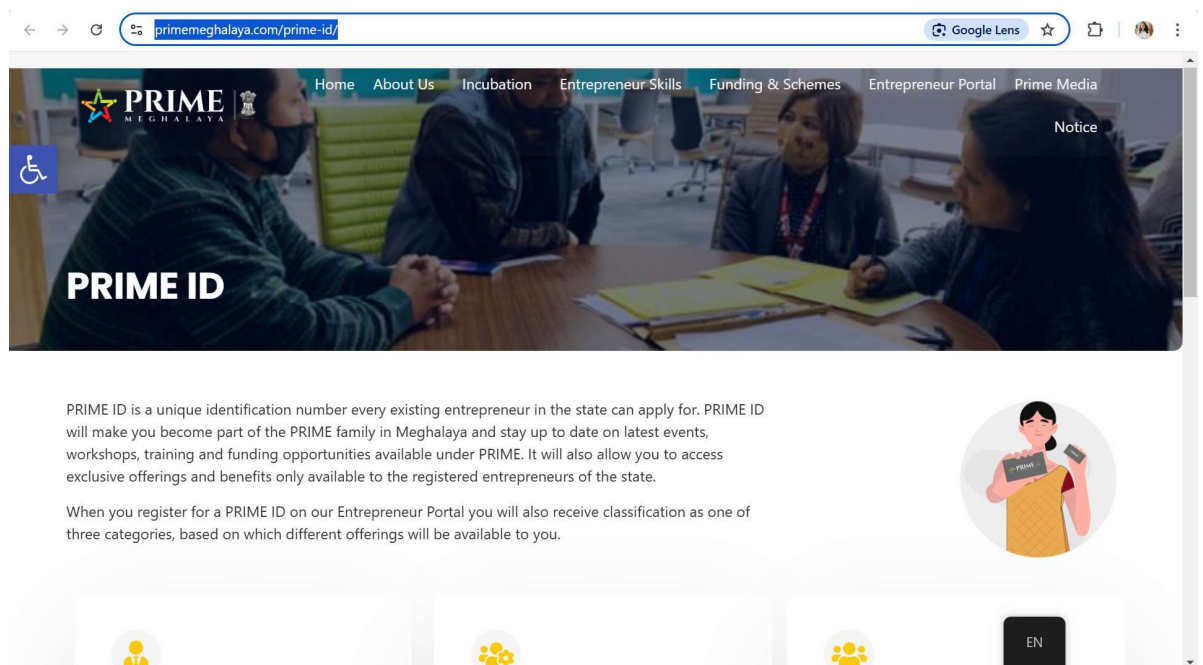 primemeghalaya.com/prime-id/
Google Lens
PRIME
MEGHALAYA
Home About Us Incubation Entrepreneur Skills Funding & Schemes Entrepreneur Portal Prime Media
Notice
PRIME ID
PRIME ID is a unique identification number every existing entrepreneur in the state can apply for. PRIME ID
will make you become part of the PRIME family in Meghalaya and stay up to date on latest events,
workshops, training and funding opportunities available under PRIME. It will also allow you to access
exclusive offerings and benefits only available to the registered entrepreneurs of the state.
When you register for a PRIME ID on our Entrepreneur Portal you will also receive classification as one of
three categories, based on which different offerings will be available to you.
PRIME
EN